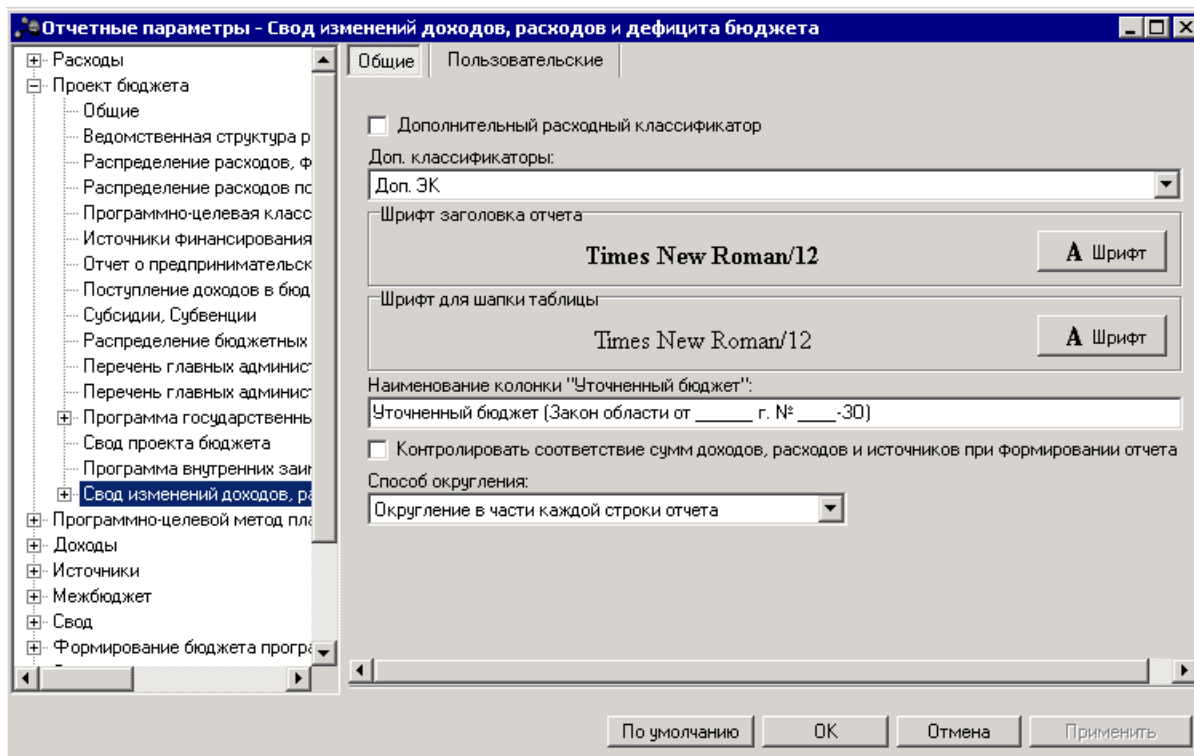 Отчетные параметры - Свод изменений доходов, расходов и дефицита бюджета
Расходы
Проект бюджета
Общие
Ведомственная структура р
Распределение расходов, ф
Распределение расходов по
Программно-целевая класс
Источники финансирования
Отчет о предпринимательск
Поступление доходов в бюд
Субсидии, Субвенции
Распределение бюджетных
Перечень главных админис
Перечень главных админис
Программа государственны
Свод проекта бюджета
Программа внутренних заи
Свод изменений доходов, ра
Программно-целевой метод пла
Доходы
Источники
Межбюджет
Свод
Формирование бюджета програ
Общие
Пользовательские
Дополнительный расходный классификатор
Доп. классификаторы:
Доп. ЭК
Шрифт заголовка отчета
Times New Roman/12
A Шрифт
Шрифт для шапки таблицы
Times New Roman/12
A Шрифт
Наименование колонки "Уточненный бюджет":
Уточненный бюджет (Закон области от ______ г. № ____-ЗО)
Контролировать соответствие сумм доходов, расходов и источников при формировании отчета
Способ округления:
Округление в части каждой строки отчета
По умолчанию
OK
Отмена
Применить